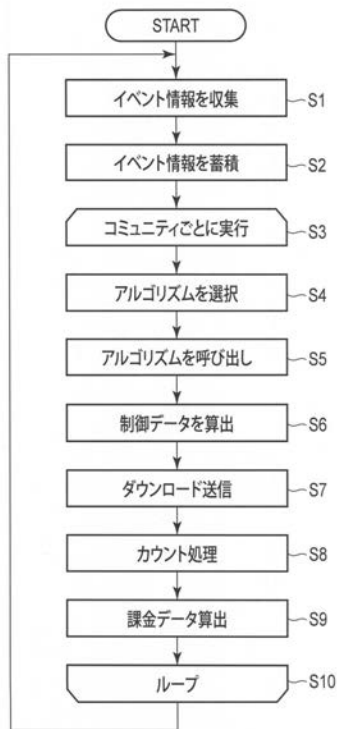 START
イベント情報を収集 S1
イベント情報を蓄積 S2
コミュニティごとに実行 S3
アルゴリズムを選択 S4
アルゴリズムを呼び出し S5
制御データを算出 S6
ダウンロード送信 S7
カウント処理 S8
課金データ算出 S9
ループ S10